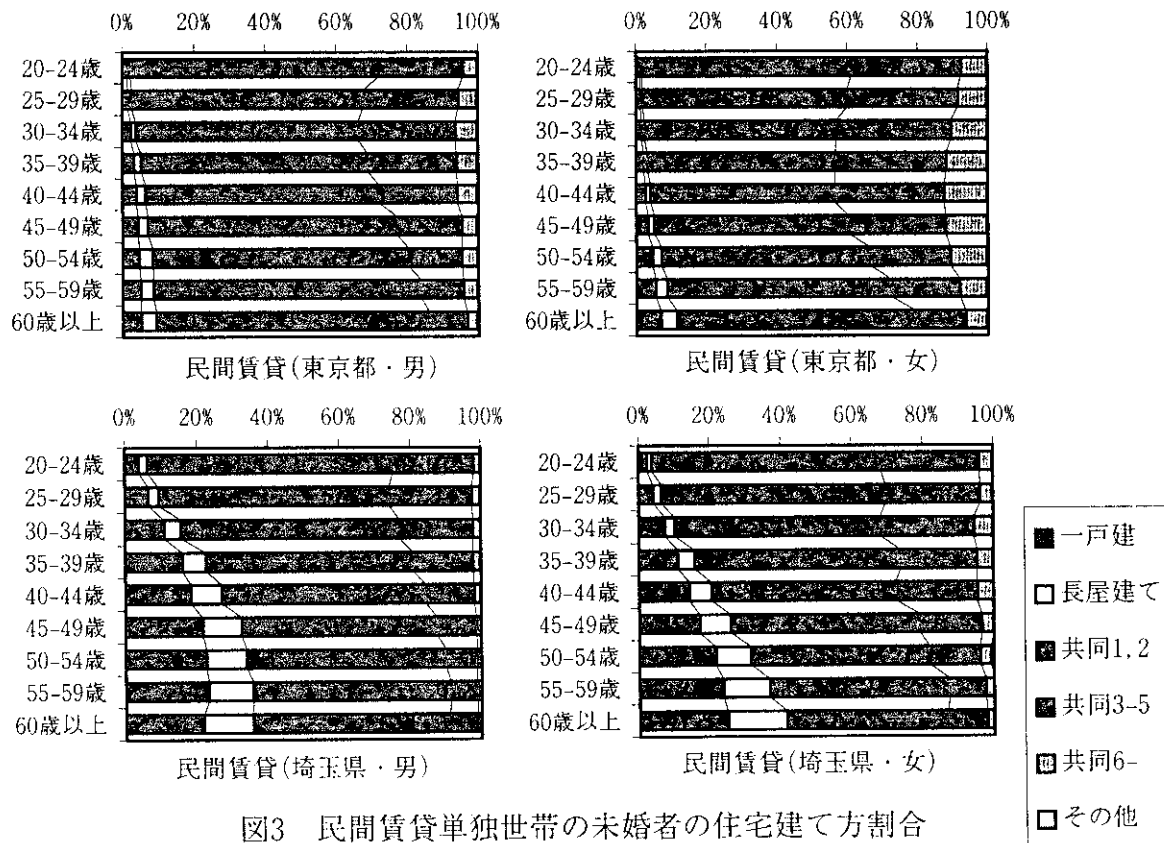 0% 20% 40% 60% 80% 100%
20-24歳
25-29歳
30-34歳
35-39歳
40-44歳
45-49歳
50-54歳
55-59歳
60歳以上
民間賃貸(東京都・男)
0% 20% 40% 60% 80% 100%
20-24歳
25-29歳
30-34歳
35-39歳
40-44歳
45-49歳
50-54歳
55-59歳
60歳以上
民間賃貸(東京都・女)
0% 20% 40% 60% 80% 100%
20-24歳
25-29歳
30-34歳
35-39歳
40-44歳
45-49歳
50-54歳
55-59歳
60歳以上
民間賃貸(埼玉県・男)
0% 20% 40% 60% 80% 100%
20-24歳
25-29歳
30-34歳
35-39歳
40-44歳
45-49歳
50-54歳
55-59歳
60歳以上
民間賃貸(埼玉県・女)
一戸建
長屋建て
共同1,2
共同3-5
共同6-
その他
図3 民間賃貸単独世帯の未婚者の住宅建て方割合